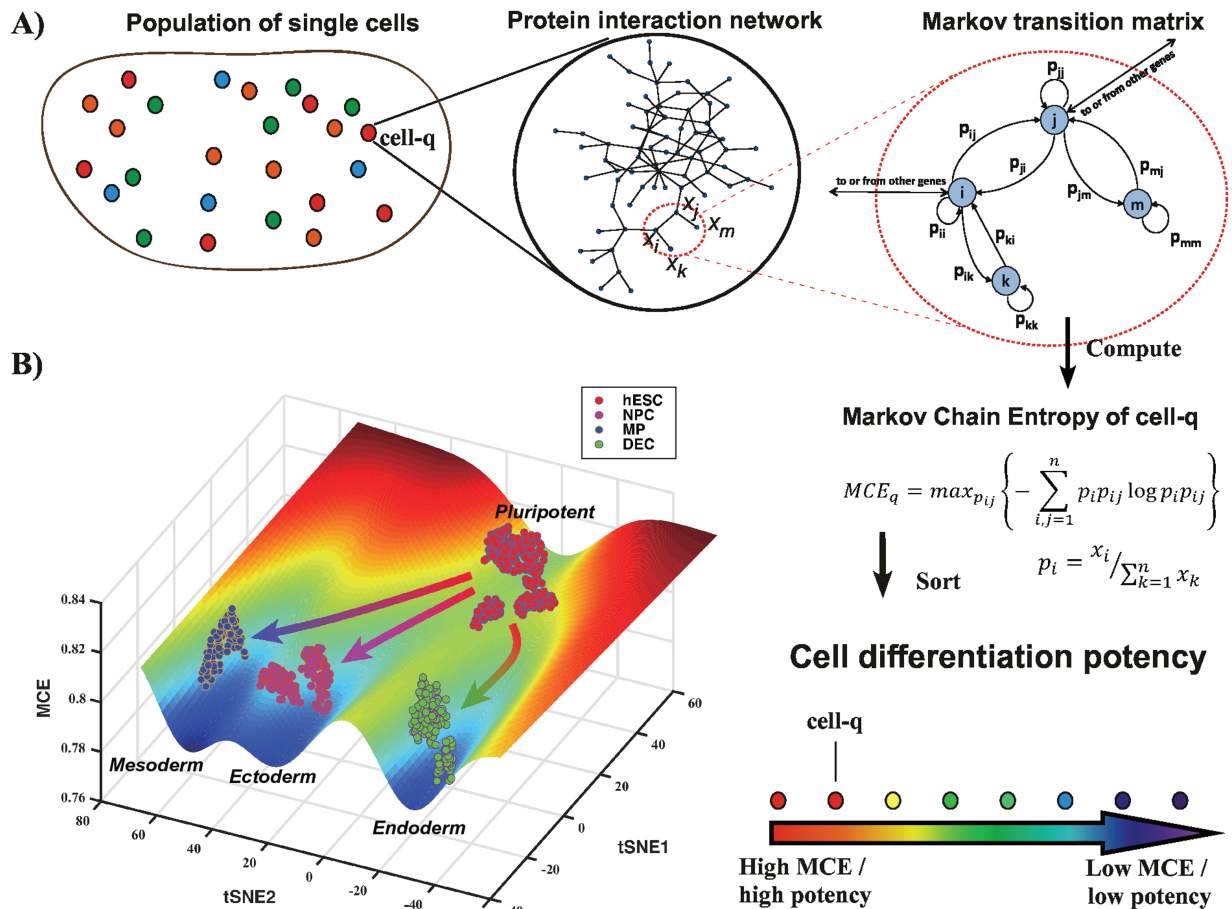 A)
Population of single cells
Protein interaction network
Markov transition matrix
cell-q
x_j
x_m
x_i
x_k
to or from other genes
to or from other genes
p_jj
j
p_ij
p_ji
p_mj
p_jm
i
m
p_ii
p_ki
p_mm
p_ik
k
p_kk
Compute
Markov Chain Entropy of cell-q
MCE_q = max_{p_ij} { − ∑_{i,j=1}^{n} p_i p_ij log p_i p_ij }
Sort
p_i = x_i / ∑_{k=1}^{n} x_k
B)
hESC
NPC
MP
DEC
Pluripotent
Mesoderm
Ectoderm
Endoderm
MCE
0.84
0.82
0.8
0.78
0.76
80
60
40
20
0
-20
-40
tSNE2
60
40
20
0
-20
-40
tSNE1
Cell differentiation potency
cell-q
High MCE /
high potency
Low MCE /
low potency